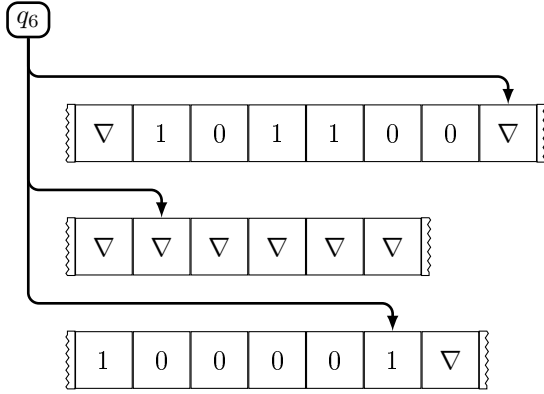 q₆
∇ 1 0 1 1 0 0 ∇
∇ ∇ ∇ ∇ ∇ ∇
1 0 0 0 0 1 ∇